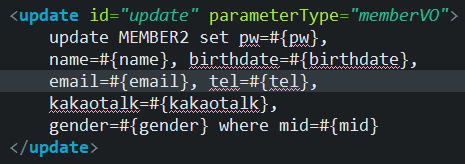 <update id="update" parameterType="memberVO">
update MEMBER2 set pw=#{pw},
name=#{name}, birthdate=#{birthdate},
email=#{email}, tel=#{tel},
kakaotalk=#{kakaotalk},
gender=#{gender} where mid=#{mid}
</update>